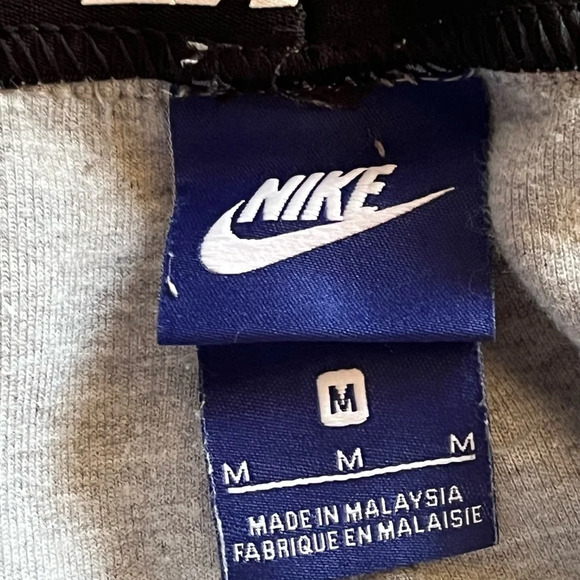 NIKE
M
M M M
MADE IN MALAYSIA
FABRIQUE EN MALAISIE